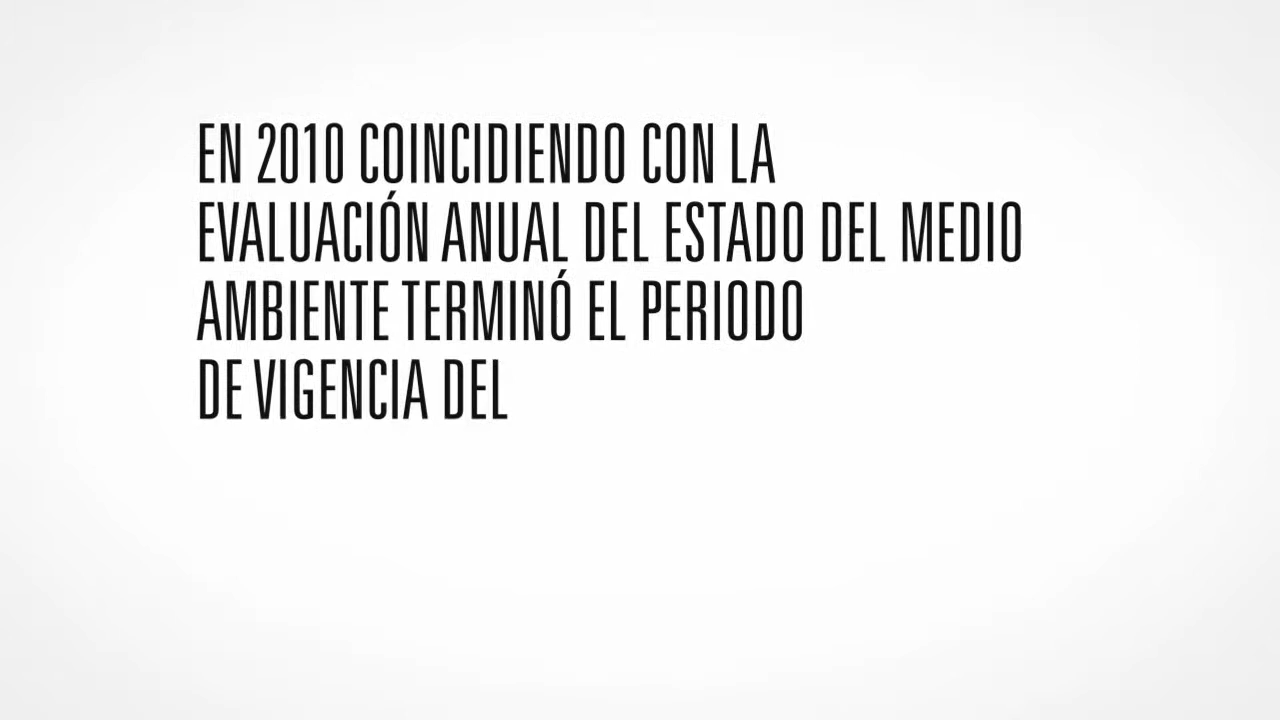 EN 2010 COINCIDIENDO CON LA
EVALUACIÓN ANUAL DEL ESTADO DEL MEDIO
AMBIENTE TERMINÓ EL PERIODO
DE VIGENCIA DEL